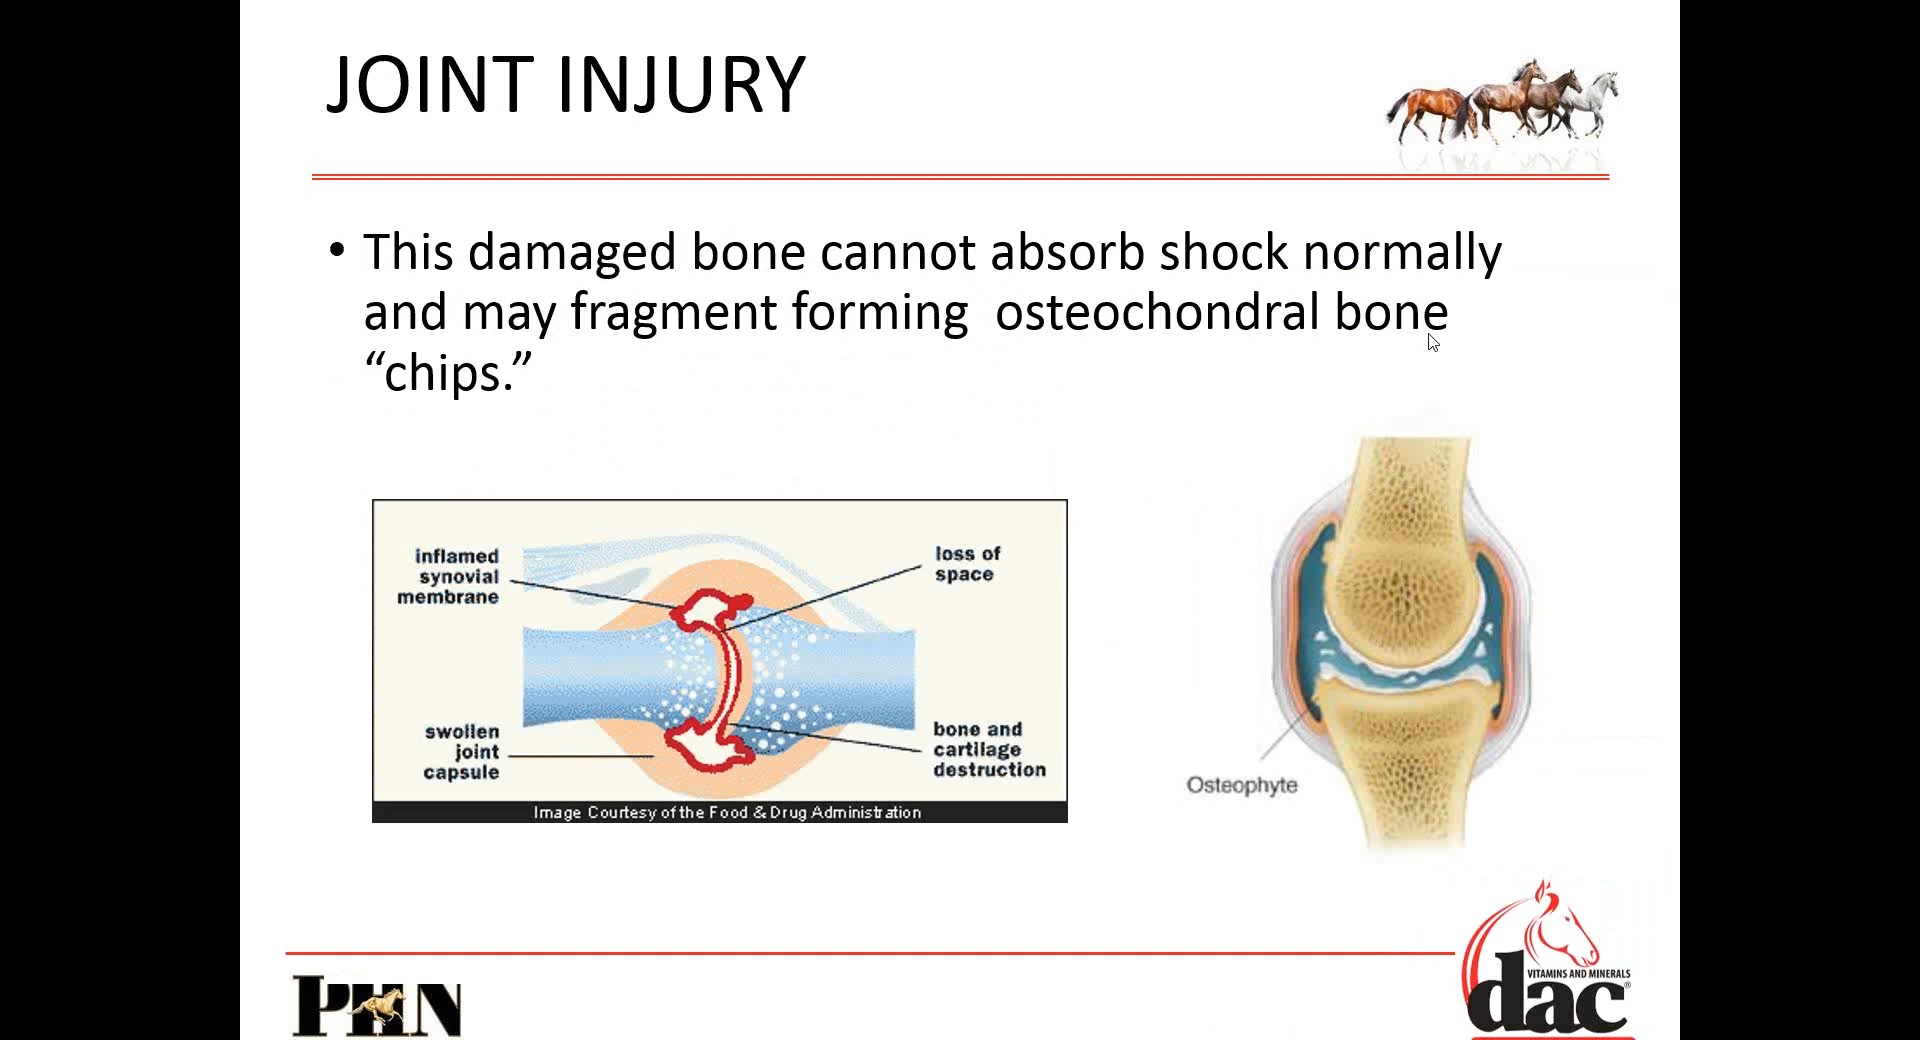 JOINT INJURY
• This damaged bone cannot absorb shock normally
and may fragment forming  osteochondral bone
“chips.”
inflamed
synovial
membrane
loss of
space
swollen
joint
capsule
bone and
cartilage
destruction
Image Courtesy of the Food & Drug Administration
Osteophyte
PHN
VITAMINS AND MINERALS
dac®